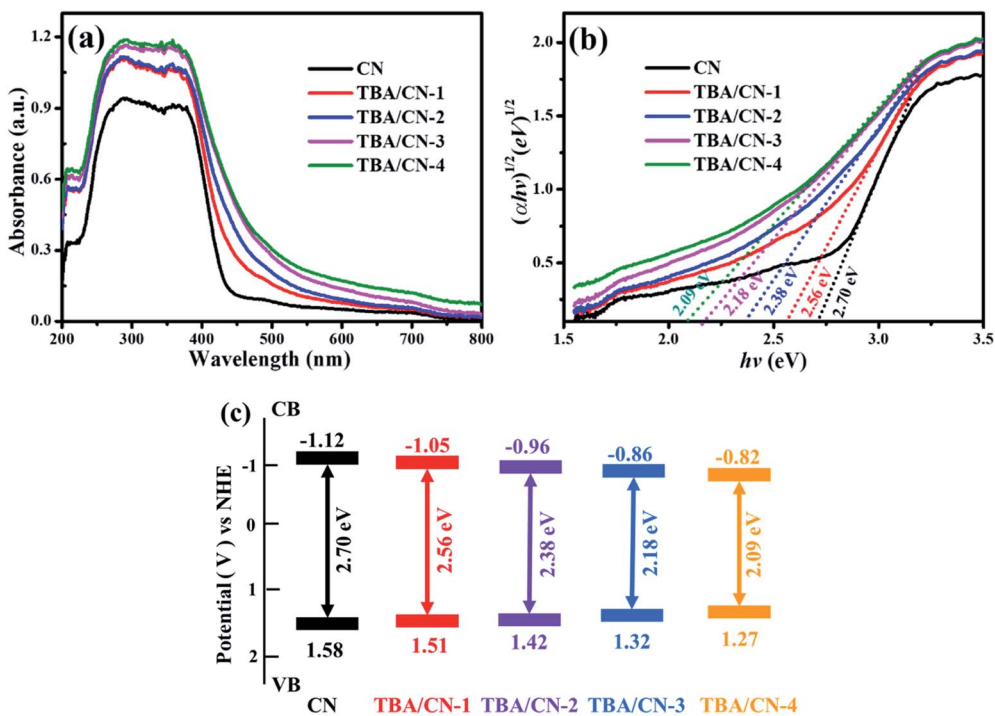 (a)
CN
TBA/CN-1
TBA/CN-2
TBA/CN-3
TBA/CN-4
Absorbance (a.u.)
1.2
0.9
0.6
0.3
0.0
200 300 400 500 600 700 800
Wavelength (nm)
(b)
CN
TBA/CN-1
TBA/CN-2
TBA/CN-3
TBA/CN-4
(αhν)1/2(eV)1/2
2.0
1.5
1.0
0.5
2.09 eV
2.18 eV
2.38 eV
2.56 eV
2.70 eV
1.5 2.0 2.5 3.0 3.5
hν (eV)
(c)
CB
Potential ( V ) vs NHE
-1
0
1
2
VB
-1.12 -1.05 -0.96 -0.86 -0.82
2.70 eV 2.56 eV 2.38 eV 2.18 eV 2.09 eV
1.58 1.51 1.42 1.32 1.27
CN TBA/CN-1 TBA/CN-2 TBA/CN-3 TBA/CN-4